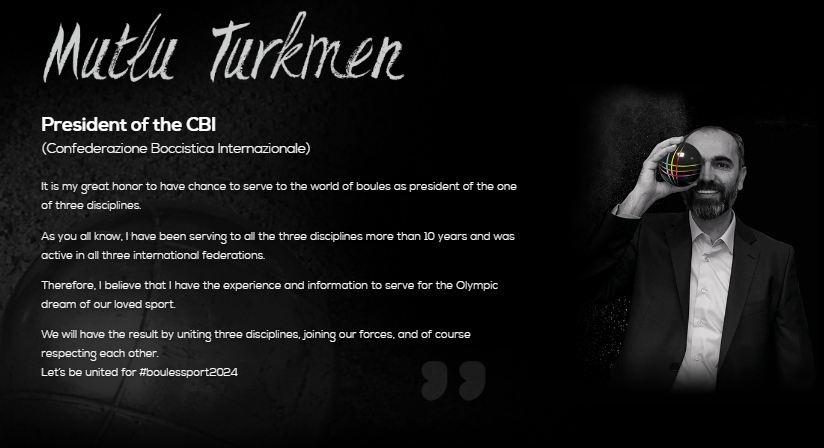 Mutlu Turkmen
President of the CBI
(Confederazione Boccistica Internazionale)
It is my great honor to have chance to serve to the world of boules as president of the one
of three disciplines.
As you all know, I have been serving to all the three disciplines more than 10 years and was
active in all three international federations.
Therefore, I believe that I have the experience and information to serve for the Olympic
dream of our loved sport.
We will have the result by uniting three disciplines, joining our forces, and of course
respecting each other.
Let's be united for #boulessport2024
”